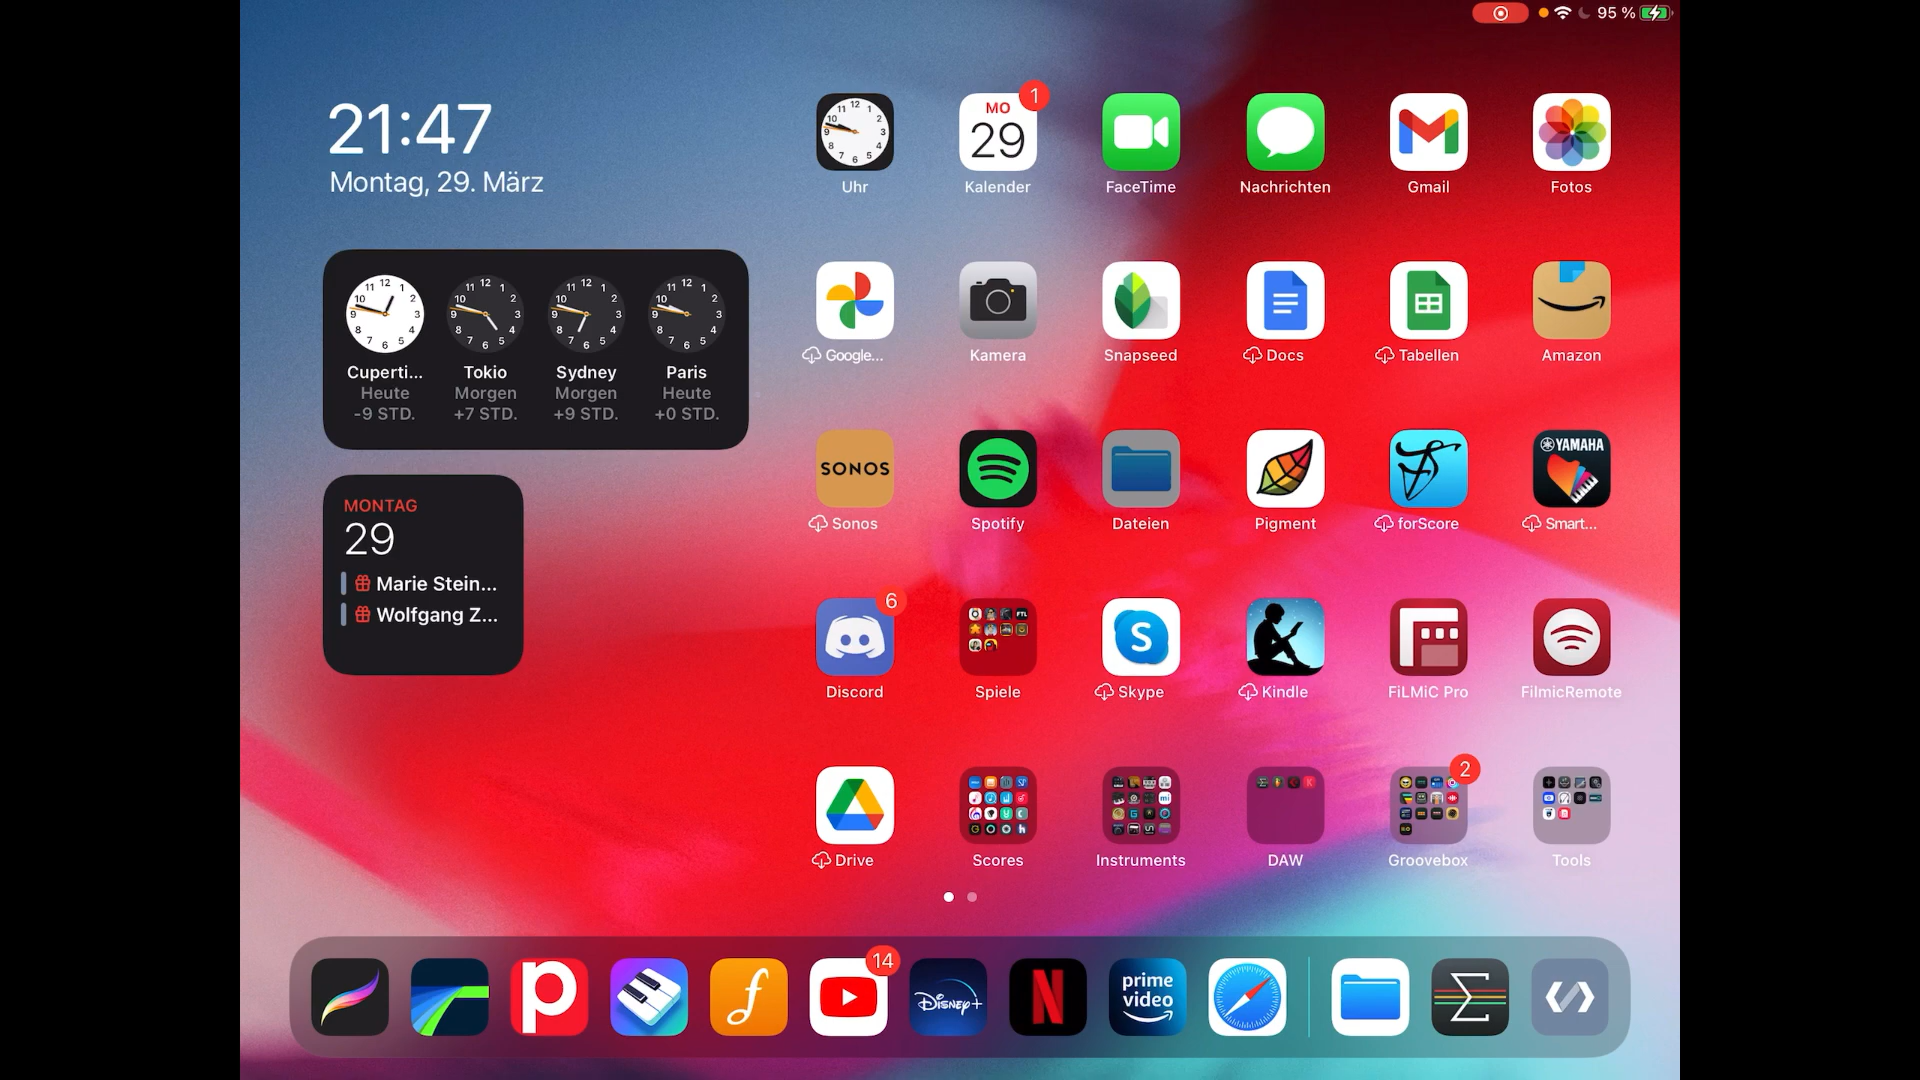 95 %
21:47
Montag, 29. März
Cuperti...
Heute
-9 STD.
Tokio
Morgen
+7 STD.
Sydney
Morgen
+9 STD.
Paris
Heute
+0 STD.
MONTAG
29
Marie Stein...
Wolfgang Z...
Uhr
MO
29
1
Kalender
FaceTime
Nachrichten
Gmail
Fotos
Google...
Kamera
Snapseed
Docs
Tabellen
Amazon
SONOS
Sonos
Spotify
Dateien
Pigment
forScore
YAMAHA
Smart...
6
Discord
Spiele
S
Skype
Kindle
FiLMiC Pro
FilmicRemote
Drive
Scores
Instruments
DAW
2
Groovebox
Tools
p
f
14
Disney+
N
prime
video